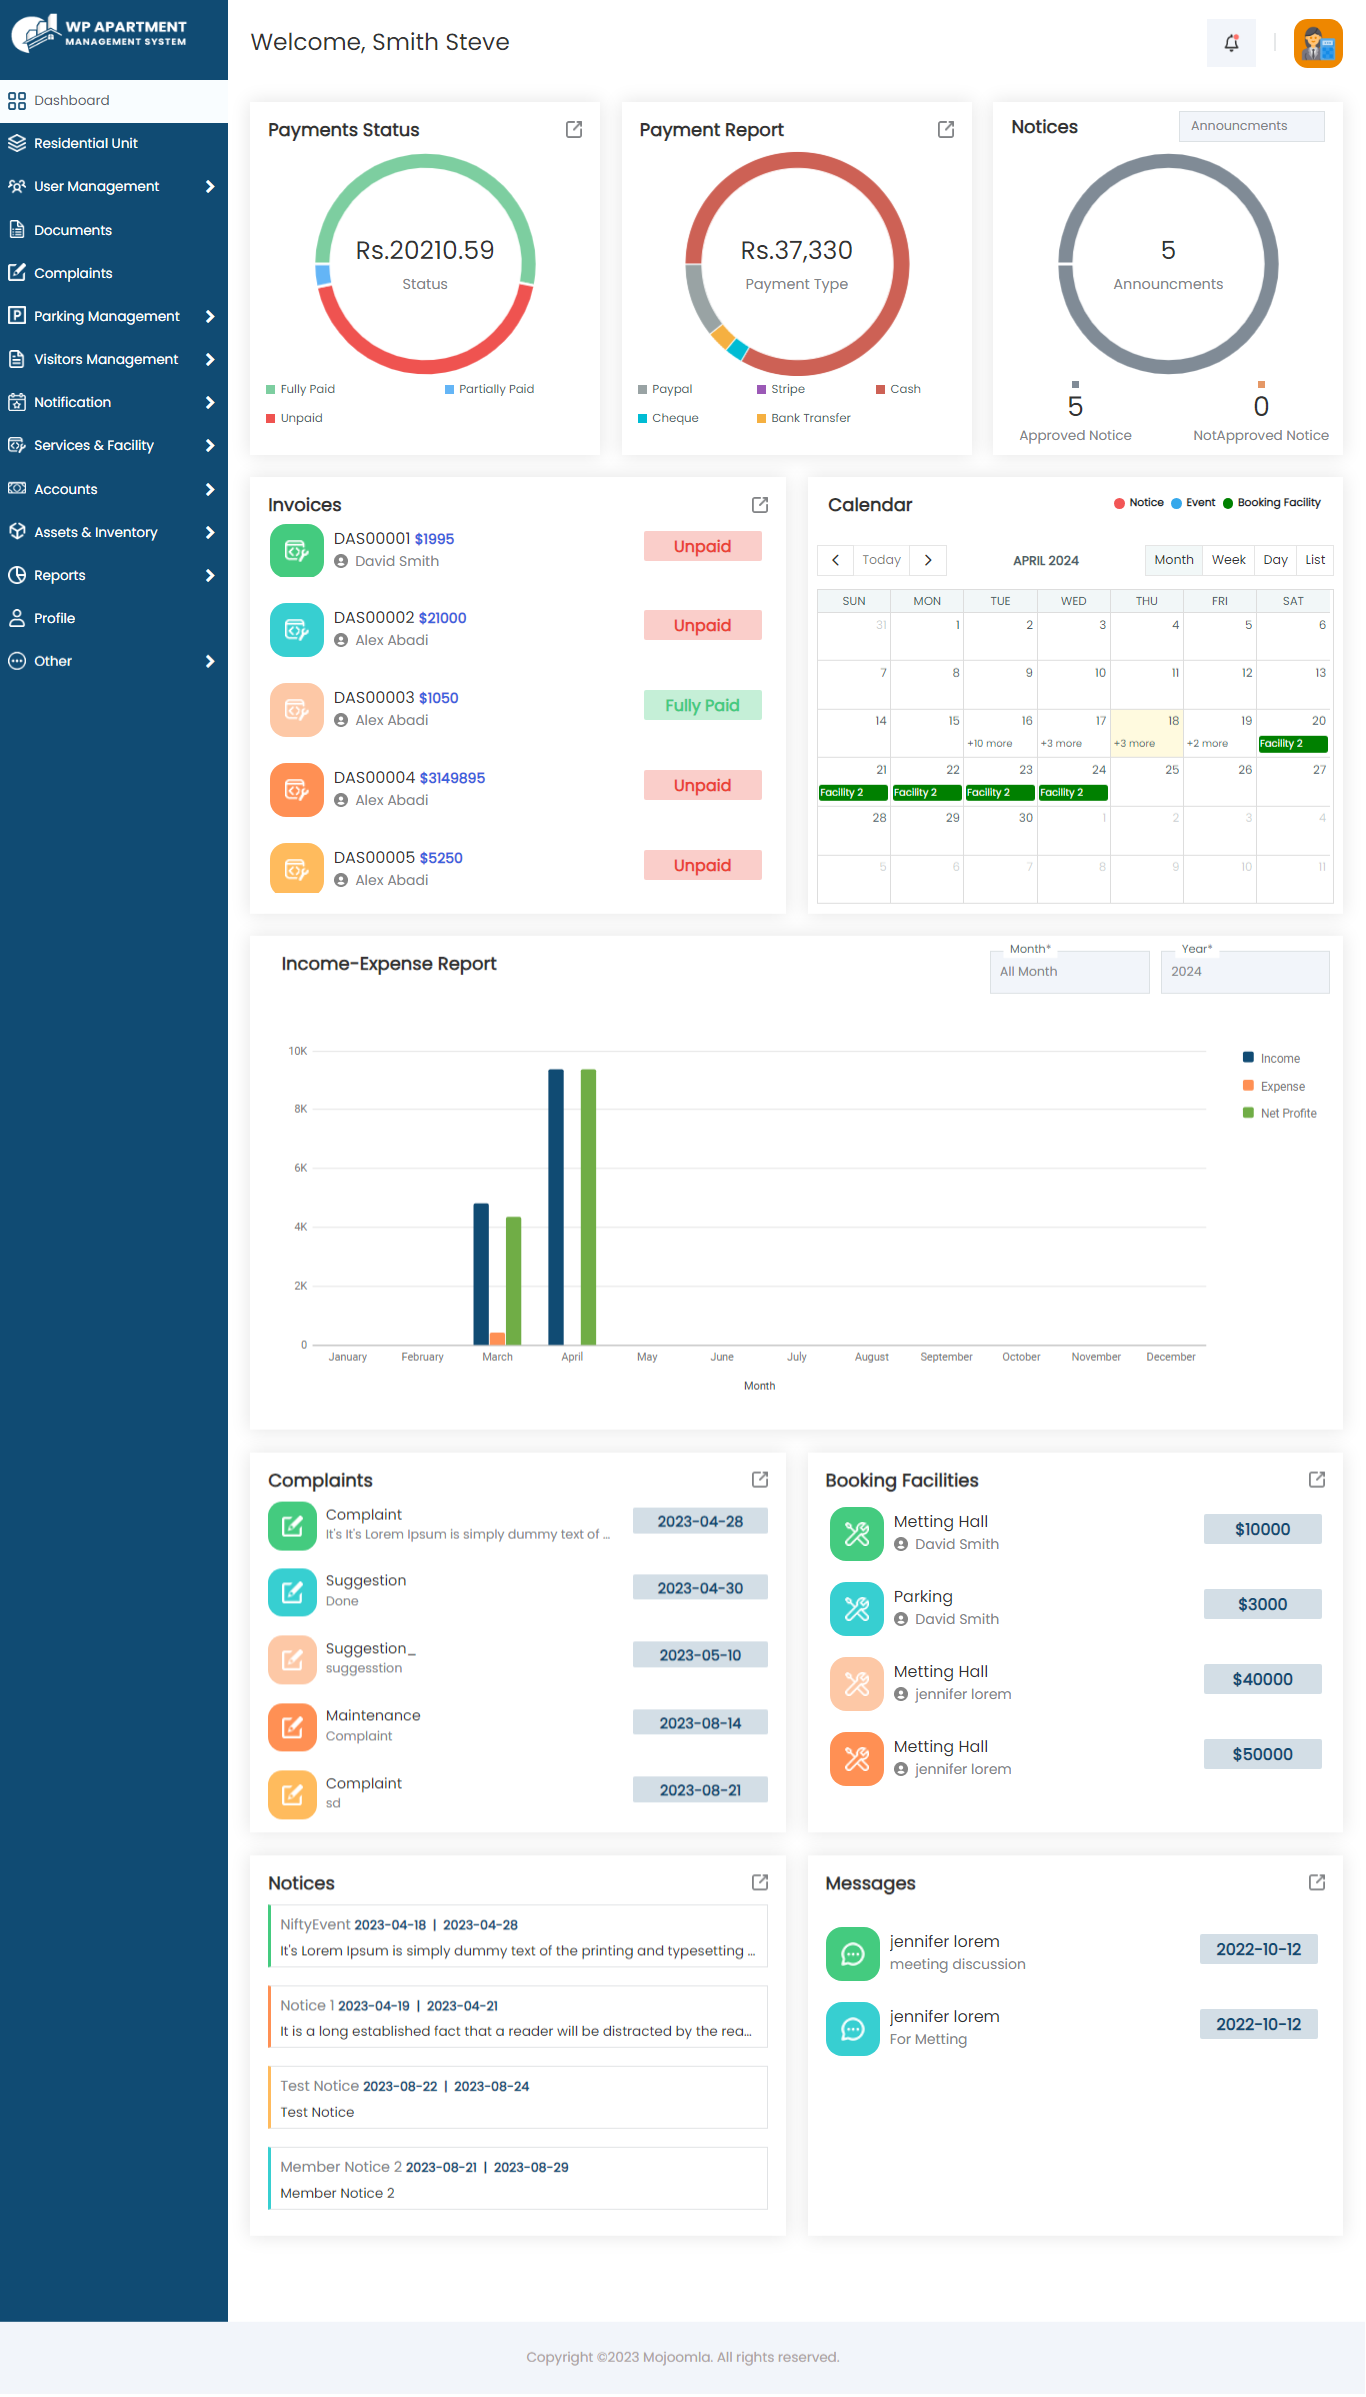 WP APARTMENT
MANAGEMENT SYSTEM
Dashboard
Residential Unit
User Management
Documents
Complaints
Parking Management
Visitors Management
Notification
Services & Facility
Accounts
Assets & Inventory
Reports
Profile
Other
Welcome, Smith Steve
Payments Status
Rs.20210.59
Status
Fully Paid Partially Paid
Unpaid
Payment Report
Rs.37,330
Payment Type
Paypal Stripe Cash
Cheque Bank Transfer
Notices Announcments
5
Announcments
5 0
Approved Notice NotApproved Notice
Invoices
DAS00001 $1995
David Smith
Unpaid
DAS00002 $21000
Alex Abadi
Unpaid
DAS00003 $1050
Alex Abadi
Fully Paid
DAS00004 $3149895
Alex Abadi
Unpaid
DAS00005 $5250
Alex Abadi
Unpaid
Calendar Notice Event Booking Facility
Today APRIL 2024 Month Week Day List
SUN MON TUE WED THU FRI SAT
31 1 2 3 4 5 6
7 8 9 10 11 12 13
14 15 16 17 18 19 20
+10 more +3 more +3 more +2 more Facility 2
21 22 23 24 25 26 27
Facility 2 Facility 2 Facility 2 Facility 2
28 29 30 1 2 3 4
5 6 7 8 9 10 11
Income-Expense Report
Month* Year*
All Month 2024
10K
8K
6K
4K
2K
0
Income
Expense
Net Profite
January February March April May June July August September October November December
Month
Complaints
Complaint
It's It's Lorem Ipsum is simply dummy text of ...
2023-04-28
Suggestion
Done
2023-04-30
Suggestion_
suggesstion
2023-05-10
Maintenance
Complaint
2023-08-14
Complaint
sd
2023-08-21
Booking Facilities
Metting Hall
David Smith
$10000
Parking
David Smith
$3000
Metting Hall
jennifer lorem
$40000
Metting Hall
jennifer lorem
$50000
Notices
NiftyEvent 2023-04-18 | 2023-04-28
It's Lorem Ipsum is simply dummy text of the printing and typesetting ...
Notice 1 2023-04-19 | 2023-04-21
It is a long established fact that a reader will be distracted by the rea...
Test Notice 2023-08-22 | 2023-08-24
Test Notice
Member Notice 2 2023-08-21 | 2023-08-29
Member Notice 2
Messages
jennifer lorem
meeting discussion
2022-10-12
jennifer lorem
For Metting
2022-10-12
Copyright ©2023 Mojoomla. All rights reserved.